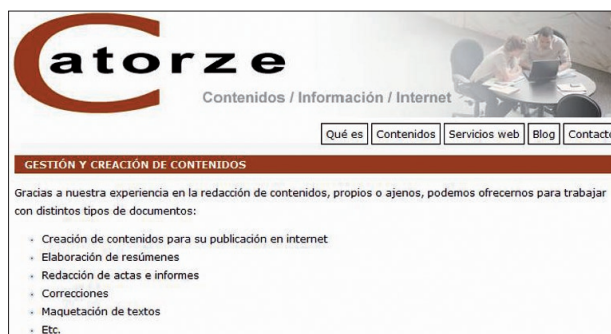 Catorze
Contenidos / Información / Internet
Qué es Contenidos Servicios web Blog Contacto
GESTIÓN Y CREACIÓN DE CONTENIDOS
Gracias a nuestra experiencia en la redacción de contenidos, propios o ajenos, podemos ofrecernos para trabajar
con distintos tipos de documentos:
Creación de contenidos para su publicación en internet
Elaboración de resúmenes
Redacción de actas e informes
Correcciones
Maquetación de textos
Etc.